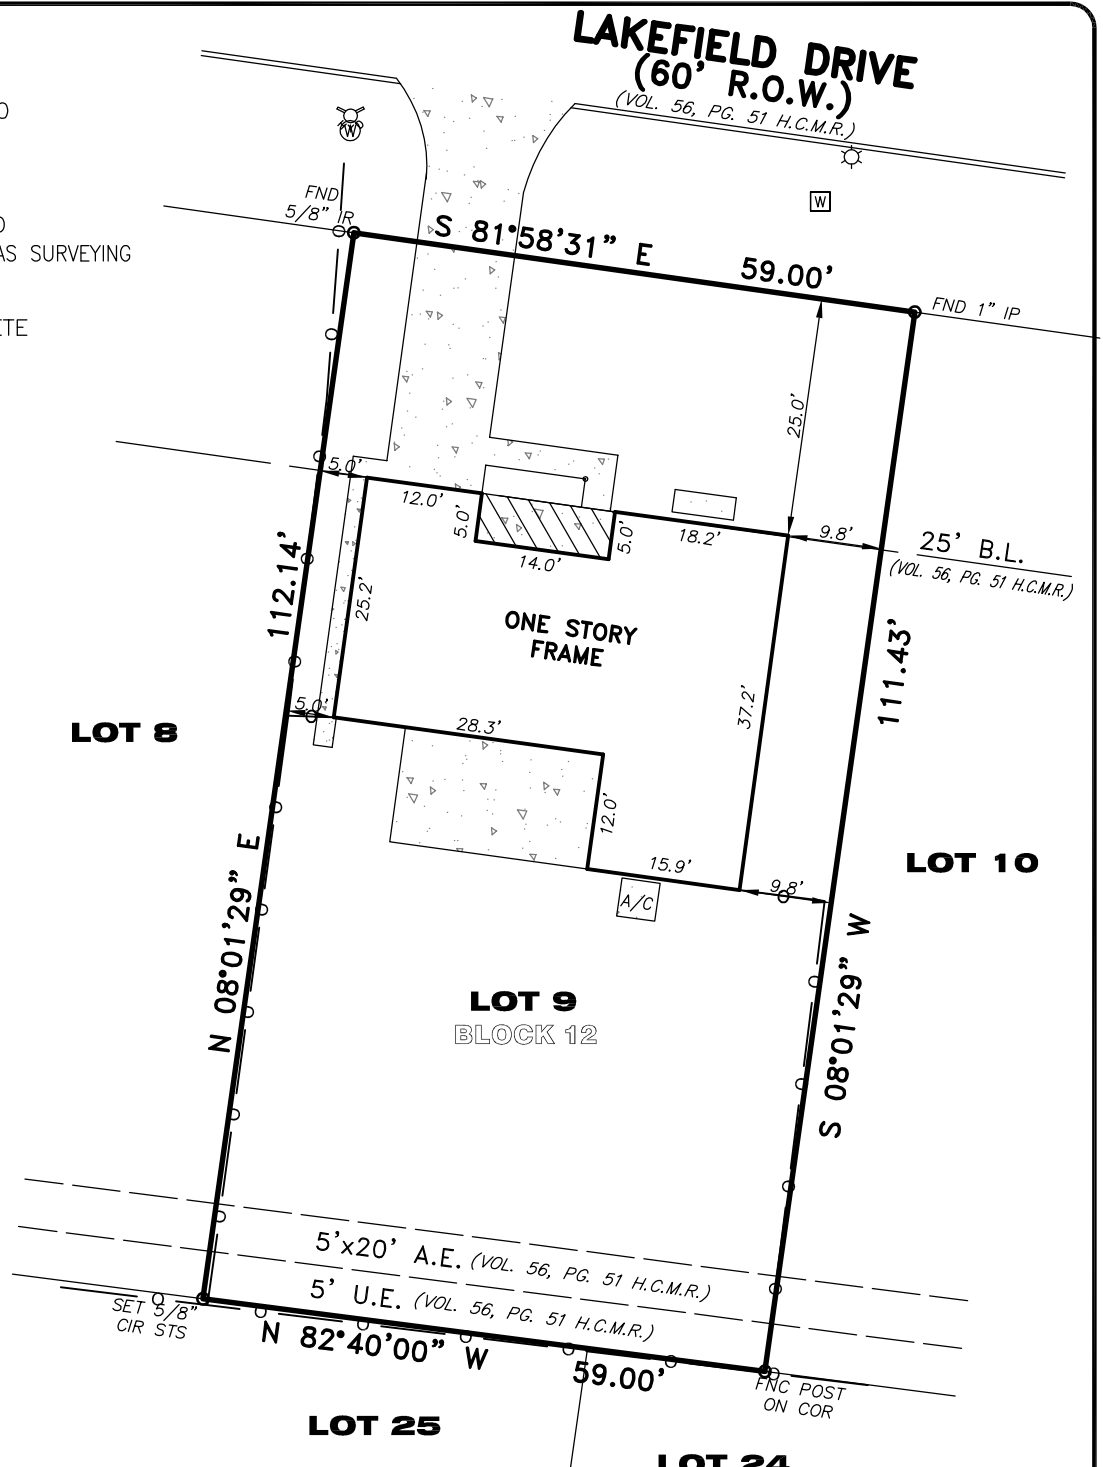 LAKEFIELD DRIVE
(60' R.O.W.)
(VOL. 56, PG. 51 H.C.M.R.)
W
W
FND
5/8" IR
AS SURVEYING
S 81°58'31" E
59.00'
FND 1" IP
25.0'
5.0'
12.0'
5.0'
14.0'
5.0'
18.2'
9.8'
25' B.L.
(VOL. 56, PG. 51 H.C.M.R.)
112.14'
25.2'
ONE STORY
FRAME
111.43'
37.2'
LOT 8
5.0'
28.3'
12.0'
15.9'
9.8'
A/C
LOT 10
N 08°01'29" E
S 08°01'29" W
LOT 9
BLOCK 12
5'x20' A.E. (VOL. 56, PG. 51 H.C.M.R.)
5' U.E. (VOL. 56, PG. 51 H.C.M.R.)
SET 5/8"
CIR STS
N 82°40'00" W
59.00'
FNC POST
ON COR
LOT 25
LOT 24